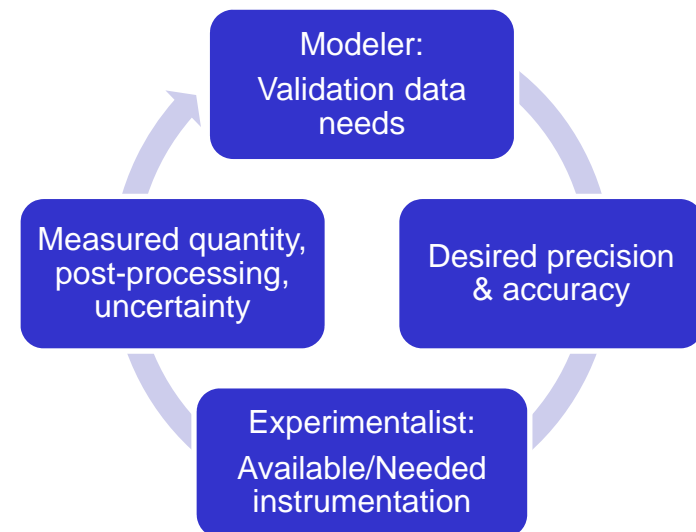 Modeler:
Validation data
needs
Desired precision
& accuracy
Experimentalist:
Available/Needed
instrumentation
Measured quantity,
post-processing,
uncertainty